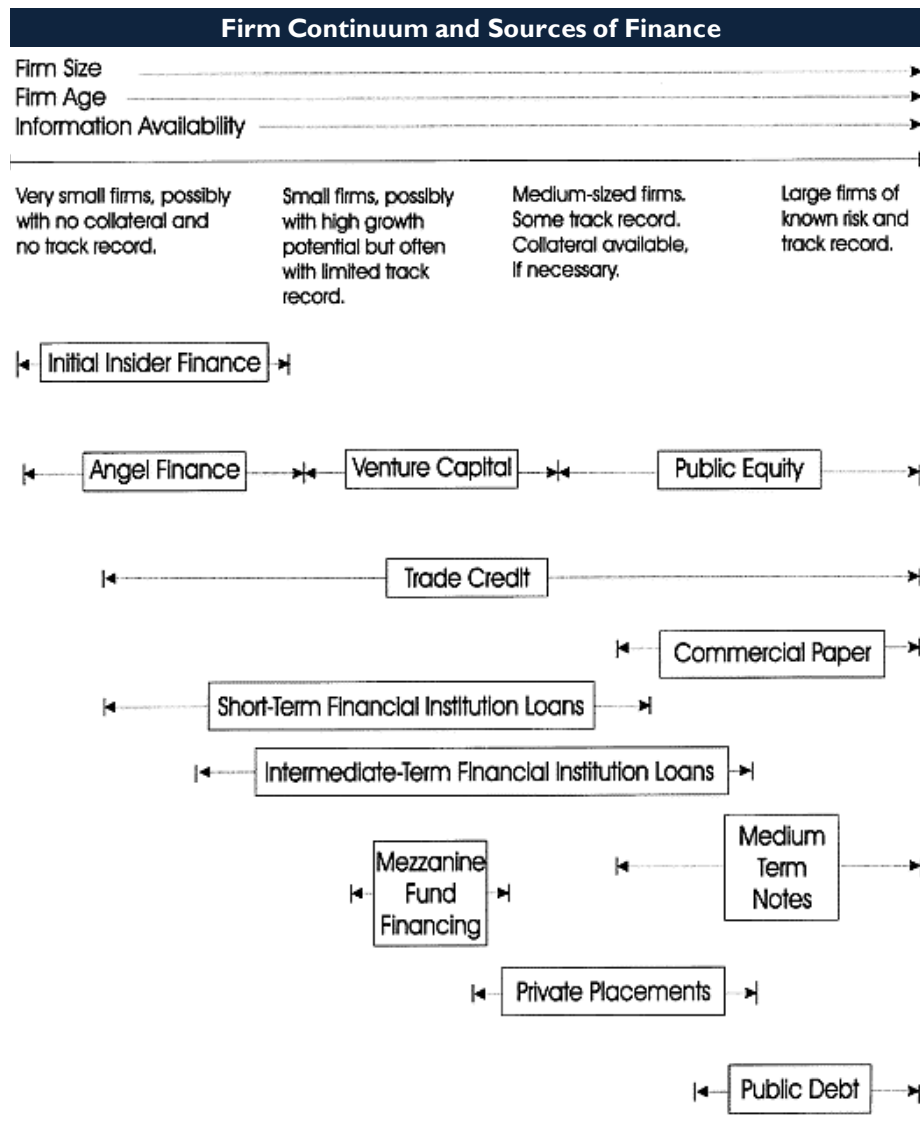 Firm Continuum and Sources of Finance
Firm Size
Firm Age
Information Availability
Very small firms, possibly
with no collateral and
no track record.
Small firms, possibly
with high growth
potential but often
with limited track
record.
Medium-sized firms.
Some track record.
Collateral available,
if necessary.
Large firms of
known risk and
track record.
Initial Insider Finance
Angel Finance
Venture Capital
Public Equity
Trade Credit
Commercial Paper
Short-Term Financial Institution Loans
Intermediate-Term Financial Institution Loans
Mezzanine
Fund
Financing
Medium
Term
Notes
Private Placements
Public Debt